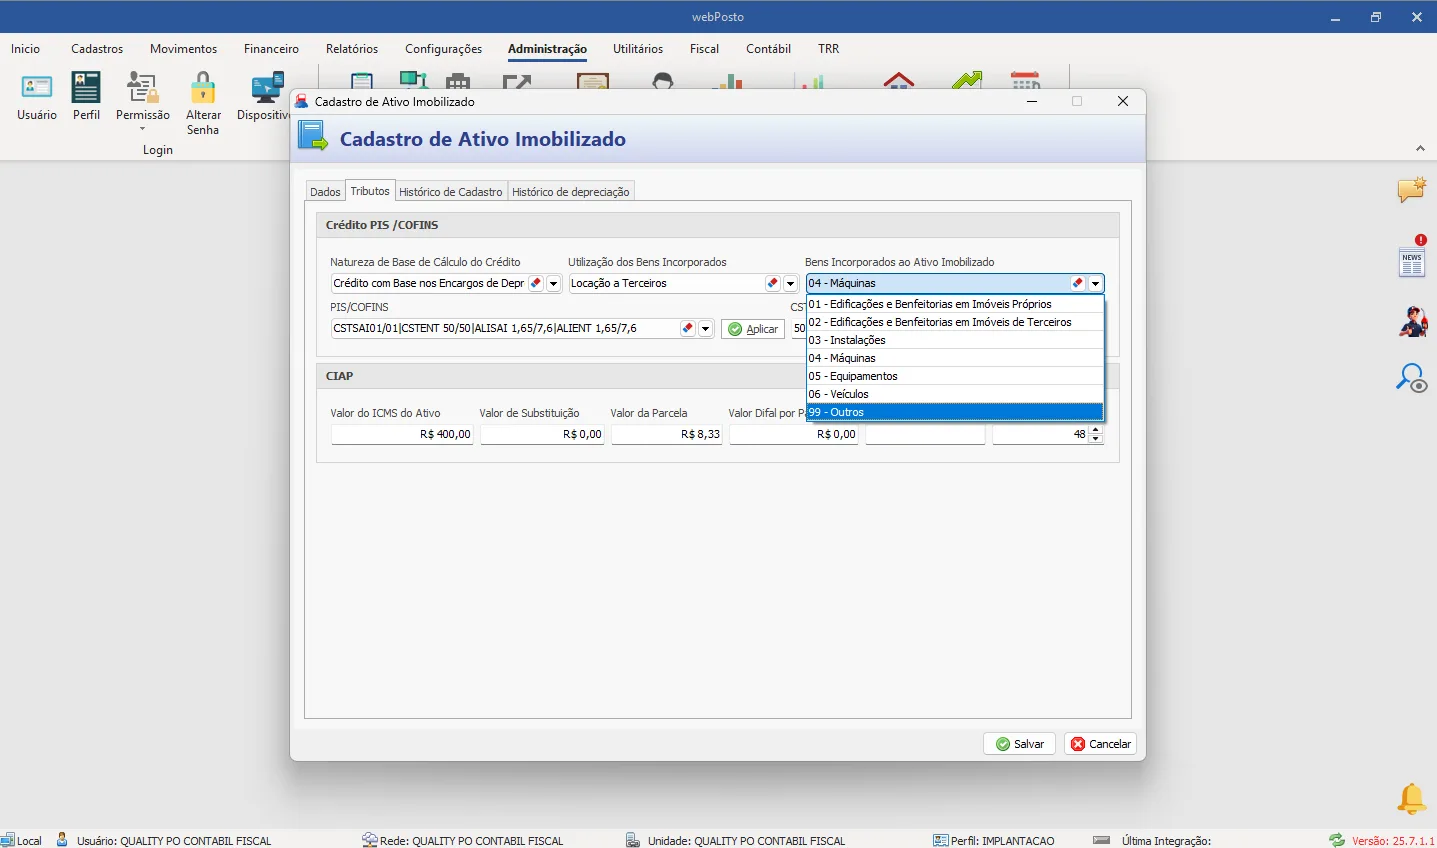 webPosto
Inicio Cadastros Movimentos Financeiro Relatórios Configurações Administração Utilitários Fiscal Contábil TRR
Usuário Perfil Permissão Alterar Senha
Login
Cadastro de Ativo Imobilizado
Cadastro de Ativo Imobilizado
Dados Tributos Histórico de Cadastro Histórico de depreciação
Crédito PIS /COFINS
Natureza de Base de Cálculo do Crédito Utilização dos Bens Incorporados Bens Incorporados ao Ativo Imobilizado
Crédito com Base nos Encargos de Depr Locação a Terceiros 04 - Máquinas
PIS/COFINS
CSTSAI01/01|CSTENT 50/50|ALISAI 1,65/7,6|ALIENT 1,65/7,6 Aplicar 50
01 - Edificações e Benfeitorias em Imóveis Próprios
02 - Edificações e Benfeitorias em Imóveis de Terceiros
03 - Instalações
04 - Máquinas
05 - Equipamentos
06 - Veículos
99 - Outros
CIAP
Valor do ICMS do Ativo Valor de Substituição Valor da Parcela Valor Difal por
R$ 400,00 R$ 0,00 R$ 8,33 R$ 0,00 48
Salvar Cancelar
NEWS
Local Usuário: QUALITY PO CONTABIL FISCAL Rede: QUALITY PO CONTABIL FISCAL Unidade: QUALITY PO CONTABIL FISCAL Perfil: IMPLANTACAO Última Integração: Versão: 25.7.1.1